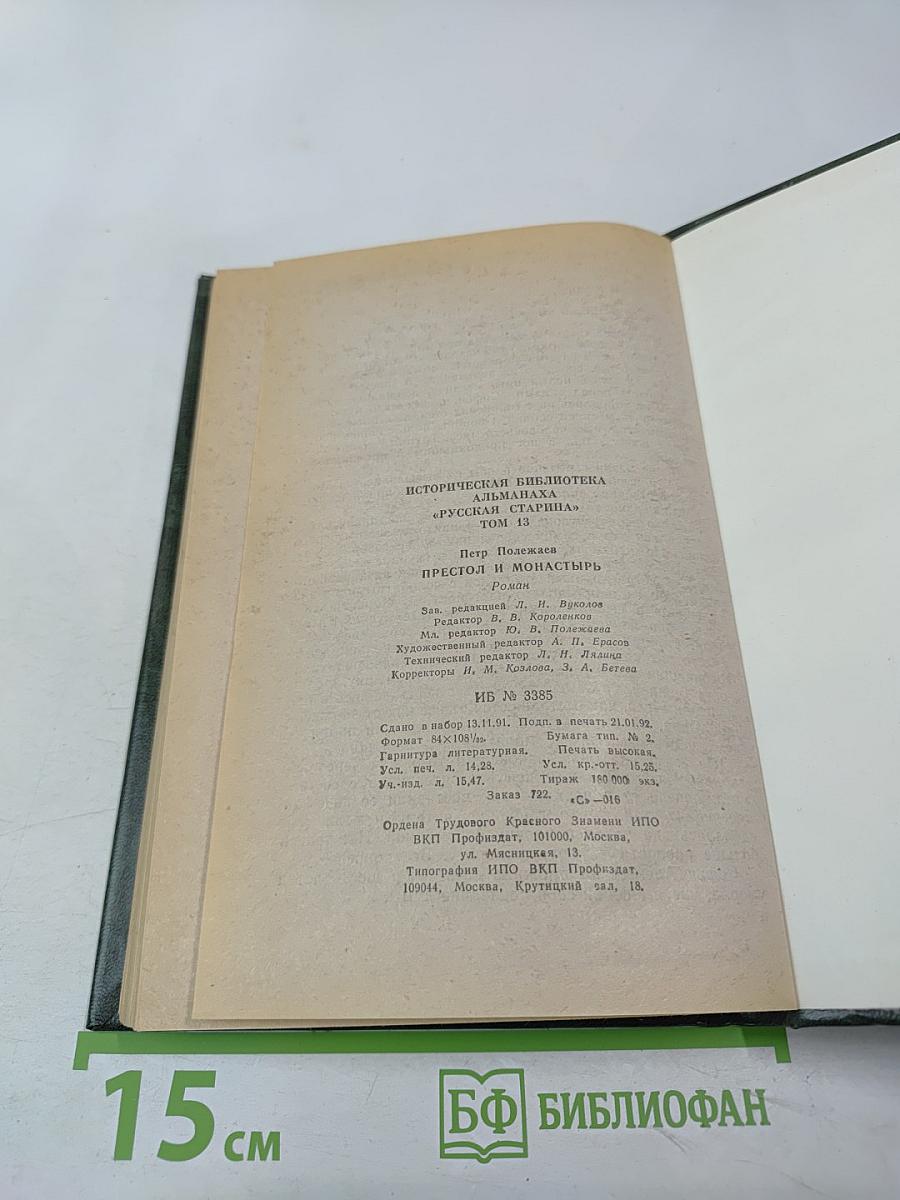 ИСТОРИЧЕСКАЯ БИБЛИОТЕКА
АЛЬМАНАХА
«РУССКАЯ СТАРИНА»
ТОМ 13
Петр Полежаев
ПРЕСТОЛ И МОНАСТЫРЬ
Роман
Зав. редакцией Л. И. Вуколов
Редактор В. В. Короленков
Мл. редактор Ю. В. Полежаева
Художественный редактор А. П. Ерасов
Технический редактор Л. Н. Лялина
Корректоры И. М. Козлова, З. А. Бетева
ИБ № 3385
Сдано в набор 13.11.91. Подп. в печать 21.01.92.
Формат 84×108¹/₃₂. Бумага тип. № 2.
Гарнитура литературная. Печать высокая.
Усл. печ. л. 14,28. Усл. кр.-отт. 15,25.
Уч.-изд. л. 15,47. Тираж 180 000 экз.
Заказ 722. «С»—016
Ордена Трудового Красного Знамени ИПО
ВКП Профиздат, 101000, Москва,
ул. Мясницкая, 13.
Типография ИПО ВКП Профиздат,
109044, Москва, Крутицкий вал, 18.
15 см
БФ БИБЛИОФАН